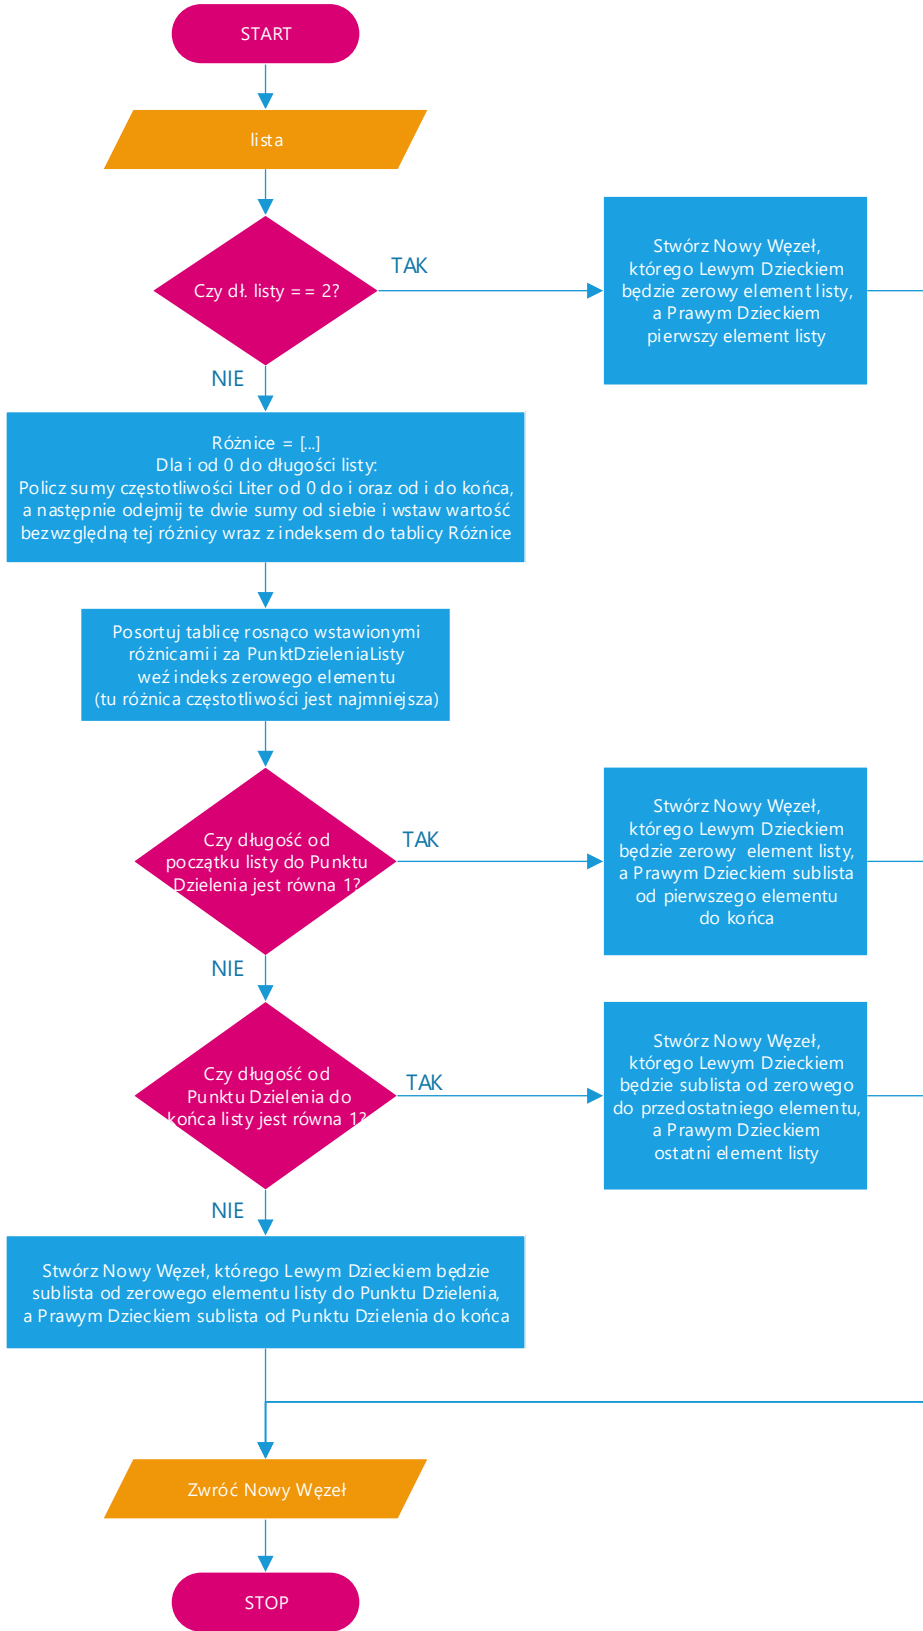 START
lista
Czy dł. listy == 2?
TAK
Stwórz Nowy Węzeł,
którego Lewym Dzieckiem
będzie zerowy element listy,
a Prawym Dzieckiem
pierwszy element listy
NIE
Różnice = [...]
Dla i od 0 do długości listy:
Policz sumy częstotliwości Liter od 0 do i oraz od i do końca,
a następnie odejmij te dwie sumy od siebie i wstaw wartość
bezwzględną tej różnicy wraz z indeksem do tablicy Różnice
Posortuj tablicę rosnąco wstawionymi
różnicami i za PunktDzieleniaListy
weź indeks zerowego elementu
(tu różnica częstotliwości jest najmniejsza)
Czy długość od
początku listy do Punktu
Dzielenia jest równa 1?
TAK
Stwórz Nowy Węzeł,
którego Lewym Dzieckiem
będzie zerowy element listy,
a Prawym Dzieckiem sublista
od pierwszego elementu
do końca
NIE
Czy długość od
Punktu Dzielenia do
końca listy jest równa 1?
TAK
Stwórz Nowy Węzeł,
którego Lewym Dzieckiem
będzie sublista od zerowego
do przedostatniego elementu,
a Prawym Dzieckiem
ostatni element listy
NIE
Stwórz Nowy Węzeł, którego Lewym Dzieckiem będzie
sublista od zerowego elementu listy do Punktu Dzielenia,
a Prawym Dzieckiem sublista od Punktu Dzielenia do końca
Zwróć Nowy Węzeł
STOP